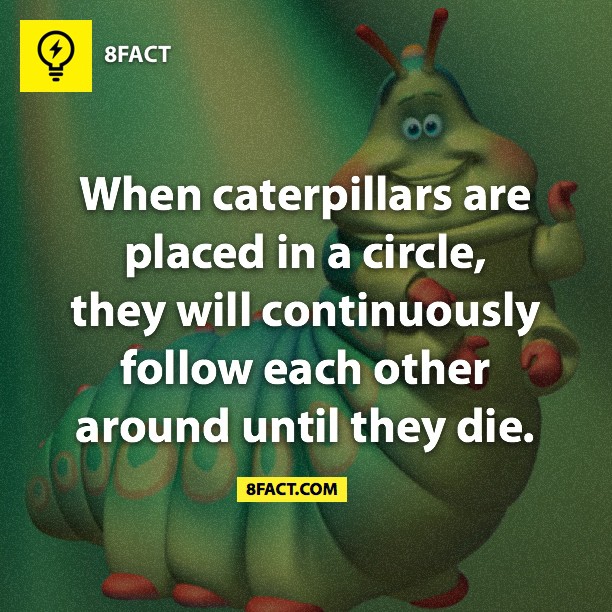 8FACT
When caterpillars are
placed in a circle,
they will continuously
follow each other
around until they die.
8FACT.COM